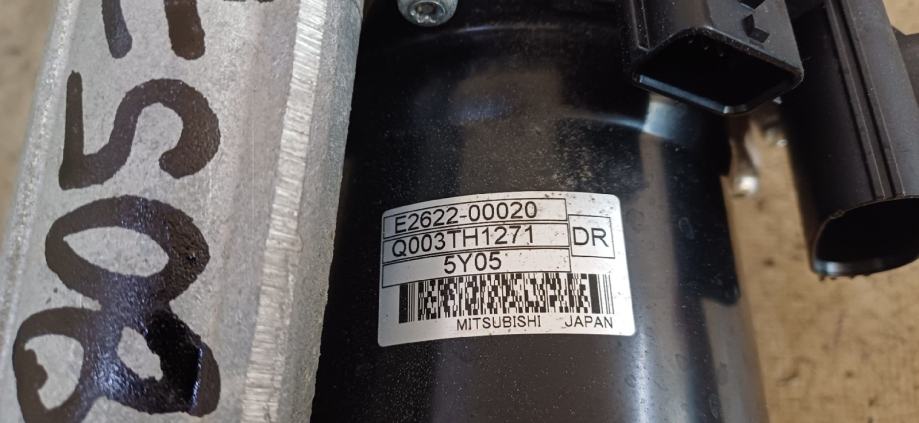 E2622-00020
Q003TH1271
DR
5Y05
MITSUBISHI JAPAN